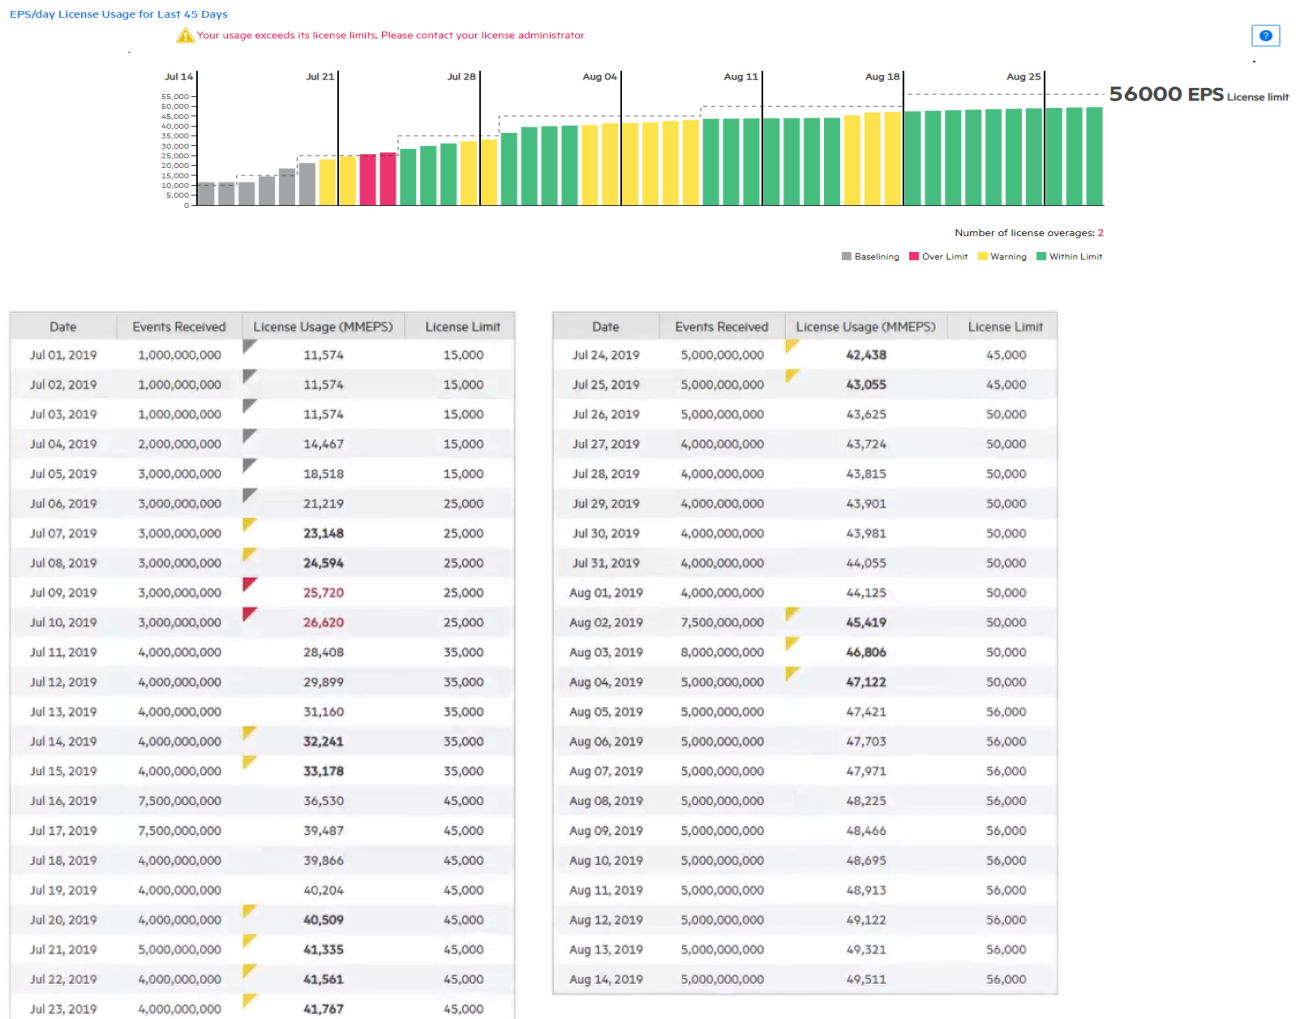 EPS/day License Usage for Last 45 Days
Your usage exceeds its license limits. Please contact your license administrator
?
Jul 14 Jul 21 Jul 28 Aug 04 Aug 11 Aug 18 Aug 25
56000 EPS License limit
55,000
50,000
45,000
40,000
35,000
30,000
25,000
20,000
15,000
10,000
5,000
0
Number of license overages: 2
Baselining Over Limit Warning Within Limit
Date Events Received License Usage (MMEPS) License Limit
Jul 01, 2019 1,000,000,000 11,574 15,000
Jul 02, 2019 1,000,000,000 11,574 15,000
Jul 03, 2019 1,000,000,000 11,574 15,000
Jul 04, 2019 2,000,000,000 14,467 15,000
Jul 05, 2019 3,000,000,000 18,518 15,000
Jul 06, 2019 3,000,000,000 21,219 25,000
Jul 07, 2019 3,000,000,000 23,148 25,000
Jul 08, 2019 3,000,000,000 24,594 25,000
Jul 09, 2019 3,000,000,000 25,720 25,000
Jul 10, 2019 3,000,000,000 26,620 25,000
Jul 11, 2019 4,000,000,000 28,408 35,000
Jul 12, 2019 4,000,000,000 29,899 35,000
Jul 13, 2019 4,000,000,000 31,160 35,000
Jul 14, 2019 4,000,000,000 32,241 35,000
Jul 15, 2019 4,000,000,000 33,178 35,000
Jul 16, 2019 7,500,000,000 36,530 45,000
Jul 17, 2019 7,500,000,000 39,487 45,000
Jul 18, 2019 4,000,000,000 39,866 45,000
Jul 19, 2019 4,000,000,000 40,204 45,000
Jul 20, 2019 4,000,000,000 40,509 45,000
Jul 21, 2019 5,000,000,000 41,335 45,000
Jul 22, 2019 4,000,000,000 41,561 45,000
Jul 23, 2019 4,000,000,000 41,767 45,000
Date Events Received License Usage (MMEPS) License Limit
Jul 24, 2019 5,000,000,000 42,438 45,000
Jul 25, 2019 5,000,000,000 43,055 45,000
Jul 26, 2019 5,000,000,000 43,625 50,000
Jul 27, 2019 4,000,000,000 43,724 50,000
Jul 28, 2019 4,000,000,000 43,815 50,000
Jul 29, 2019 4,000,000,000 43,901 50,000
Jul 30, 2019 4,000,000,000 43,981 50,000
Jul 31, 2019 4,000,000,000 44,055 50,000
Aug 01, 2019 4,000,000,000 44,125 50,000
Aug 02, 2019 7,500,000,000 45,419 50,000
Aug 03, 2019 8,000,000,000 46,806 50,000
Aug 04, 2019 5,000,000,000 47,122 50,000
Aug 05, 2019 5,000,000,000 47,421 56,000
Aug 06, 2019 5,000,000,000 47,703 56,000
Aug 07, 2019 5,000,000,000 47,971 56,000
Aug 08, 2019 5,000,000,000 48,225 56,000
Aug 09, 2019 5,000,000,000 48,466 56,000
Aug 10, 2019 5,000,000,000 48,695 56,000
Aug 11, 2019 5,000,000,000 48,913 56,000
Aug 12, 2019 5,000,000,000 49,122 56,000
Aug 13, 2019 5,000,000,000 49,321 56,000
Aug 14, 2019 5,000,000,000 49,511 56,000